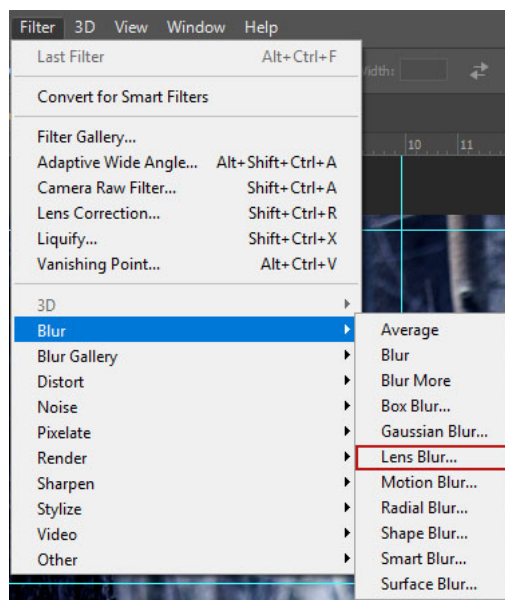 Filter 3D View Window Help
Last Filter Alt+Ctrl+F
Width:
Convert for Smart Filters
Filter Gallery...
Adaptive Wide Angle... Alt+Shift+Ctrl+A
Camera Raw Filter... Shift+Ctrl+A
Lens Correction... Shift+Ctrl+R
Liquify... Shift+Ctrl+X
Vanishing Point... Alt+Ctrl+V
10 11
3D
Blur
Blur Gallery
Distort
Noise
Pixelate
Render
Sharpen
Stylize
Video
Other
Average
Blur
Blur More
Box Blur...
Gaussian Blur...
Lens Blur...
Motion Blur...
Radial Blur...
Shape Blur...
Smart Blur...
Surface Blur...